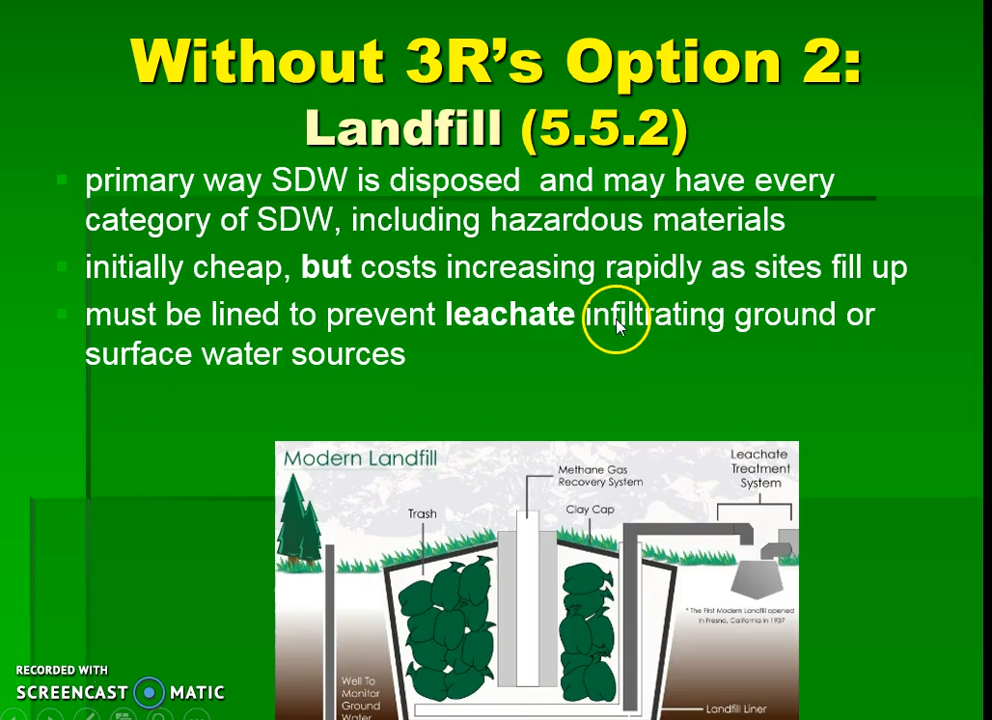 Without 3R's Option 2:
Landfill (5.5.2)
primary way SDW is disposed and may have every
category of SDW, including hazardous materials
initially cheap, but costs increasing rapidly as sites fill up
must be lined to prevent leachate infiltrating ground or
surface water sources
Modern Landfill
Methane Gas
Recovery System
Leachate
Treatment
System
Trash
Clay Cap
* The First Modern Landfill opened
in Fresno, California in 1937
Well To
Monitor
Ground
Water
Landfill Liner
RECORDED WITH
SCREENCAST MATIC